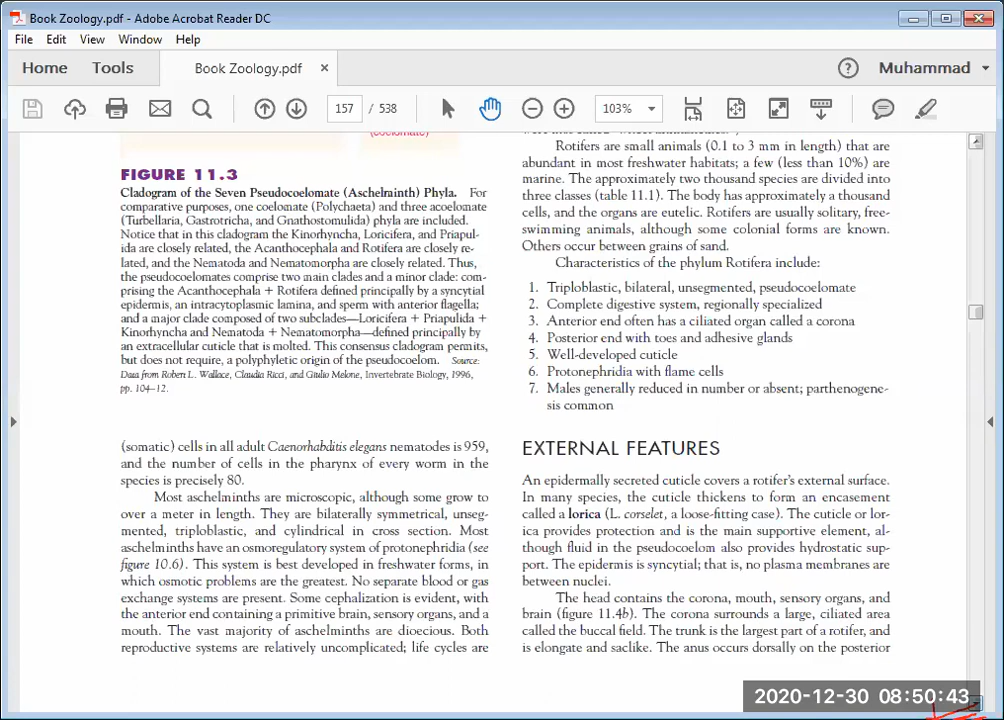 Book Zoology.pdf - Adobe Acrobat Reader DC
File Edit View Window Help
Home Tools Book Zoology.pdf × Muhammad
157 / 538 103%
(coelomate)
FIGURE 11.3
Cladogram of the Seven Pseudocoelomate (Aschelrainth) Phyla. For
comparative purposes, one coelomate (Polychaeta) and three acoelomate
(Turbellaria, Gastrotricha, and Gnathostomulida) phyla are included.
Notice that in this cladogram the Kinorhyncha, Loricifera, and Priapul-
ida are closely related, the Acanthocephala and Rotifera are closely re-
lated, and the Nematoda and Nematomorpha are closely related. Thus,
the pseudocoelomates comprise two main clades and a minor clade: com-
prising the Acanthocephala + Rotifera defined principally by a syncytial
epidermis, an intracytoplasmic lamina, and sperm with anterior flagella;
and a major clade composed of two subclades—Loricifera + Priapulida +
Kinorhyncha and Nematoda + Nematomorpha—defined principally by
an extracellular cuticle that is molted. This consensus cladogram permits,
but does not require, a polyphyletic origin of the pseudocoelom. Source:
Data from Robert L. Wallace, Claudia Ricci, and Giulio Melone, Invertebrate Biology, 1996,
pp. 104–12.
(somatic) cells in all adult Caenorhabditis elegans nematodes is 959,
and the number of cells in the pharynx of every worm in the
species is precisely 80.
Most aschelminths are microscopic, although some grow to
over a meter in length. They are bilaterally symmetrical, unseg-
mented, triploblastic, and cylindrical in cross section. Most
aschelminths have an osmoregulatory system of protonephridia (see
figure 10.6). This system is best developed in freshwater forms, in
which osmotic problems are the greatest. No separate blood or gas
exchange systems are present. Some cephalization is evident, with
the anterior end containing a primitive brain, sensory organs, and a
mouth. The vast majority of aschelminths are dioecious. Both
reproductive systems are relatively uncomplicated; life cycles are
Rotifers are small animals (0.1 to 3 mm in length) that are
abundant in most freshwater habitats; a few (less than 10%) are
marine. The approximately two thousand species are divided into
three classes (table 11.1). The body has approximately a thousand
cells, and the organs are eutelic. Rotifers are usually solitary, free-
swimming animals, although some colonial forms are known.
Others occur between grains of sand.
Characteristics of the phylum Rotifera include:
1. Triploblastic, bilateral, unsegmented, pseudocoelomate
2. Complete digestive system, regionally specialized
3. Anterior end often has a ciliated organ called a corona
4. Posterior end with toes and adhesive glands
5. Well-developed cuticle
6. Protonephridia with flame cells
7. Males generally reduced in number or absent; parthenogene-
sis common
EXTERNAL FEATURES
An epidermally secreted cuticle covers a rotifer's external surface.
In many species, the cuticle thickens to form an encasement
called a lorica (L. corselet, a loose-fitting case). The cuticle or lor-
ica provides protection and is the main supportive element, al-
though fluid in the pseudocoelom also provides hydrostatic sup-
port. The epidermis is syncytial; that is, no plasma membranes are
between nuclei.
The head contains the corona, mouth, sensory organs, and
brain (figure 11.4b). The corona surrounds a large, ciliated area
called the buccal field. The trunk is the largest part of a rotifer, and
is elongate and saclike. The anus occurs dorsally on the posterior
2020-12-30 08:50:43